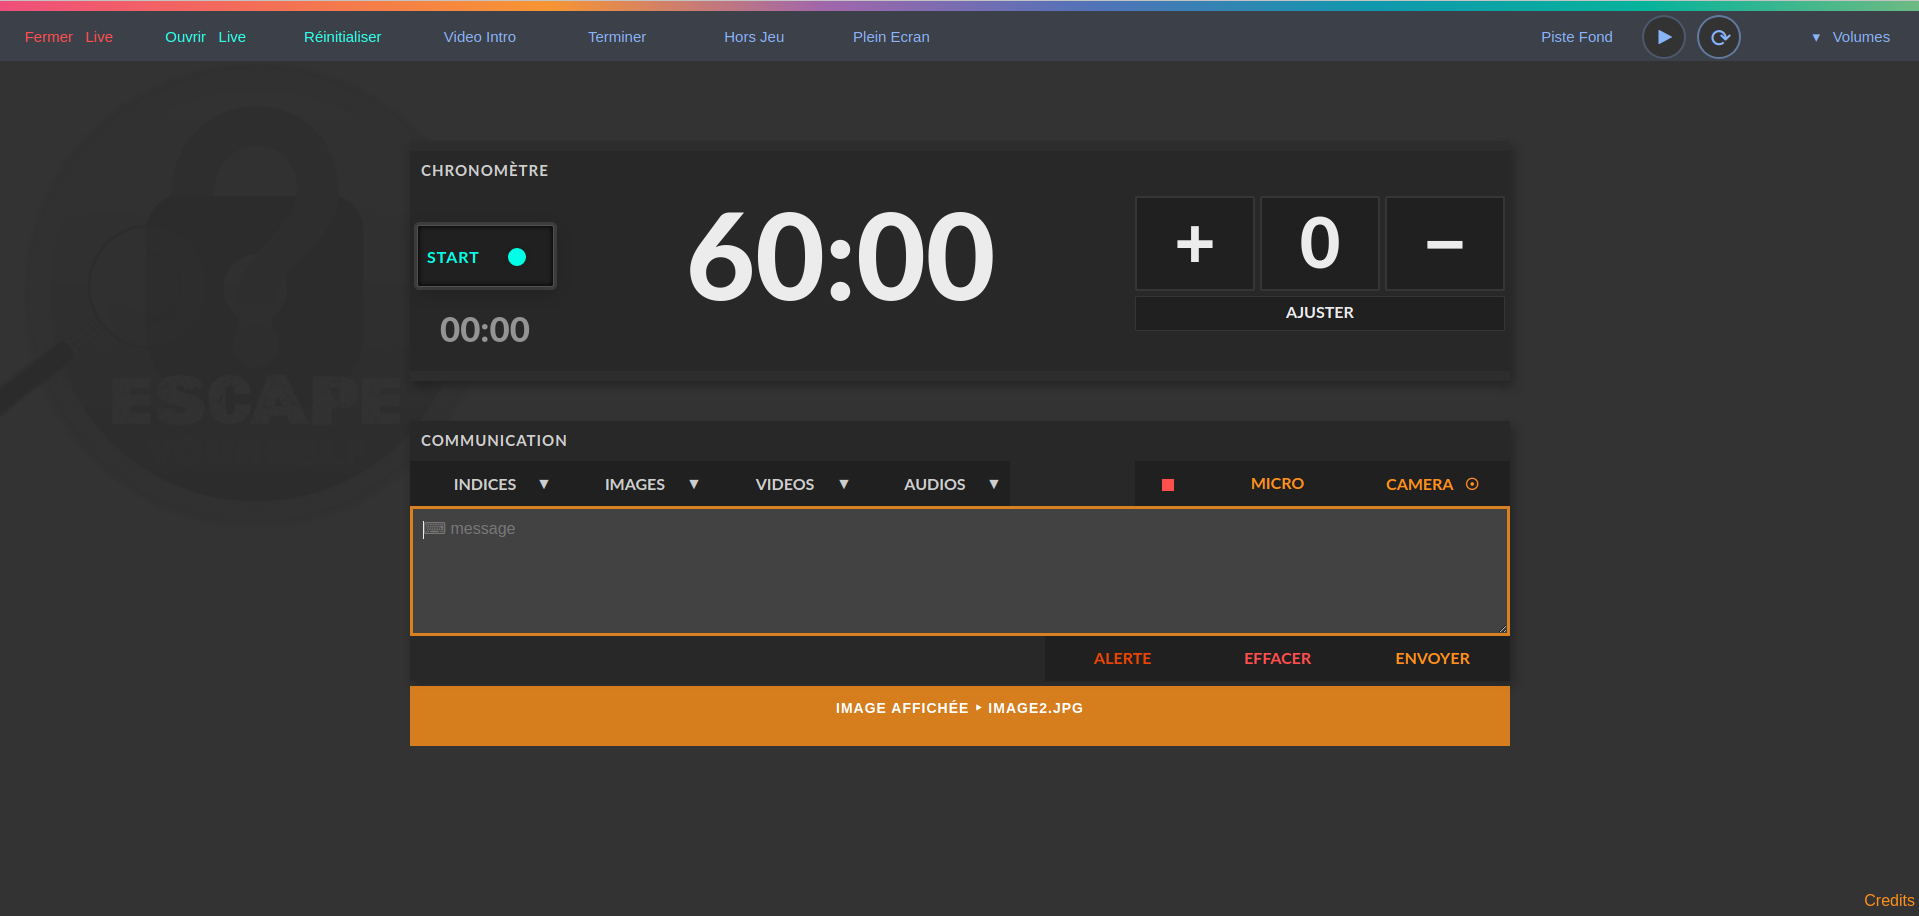 Fermer Live Ouvrir Live Réinitialiser Video Intro Terminer Hors Jeu Plein Ecran Piste Fond ▶ ⟳ ▼ Volumes
CHRONOMÈTRE
START
60:00
+ 0 −
AJUSTER
00:00
ESCAPE
COMMUNICATION
INDICES ▼ IMAGES ▼ VIDEOS ▼ AUDIOS ▼ MICRO CAMERA ☉
⌨ message
ALERTE EFFACER ENVOYER
IMAGE AFFICHÉE ‣ IMAGE2.JPG
Credits